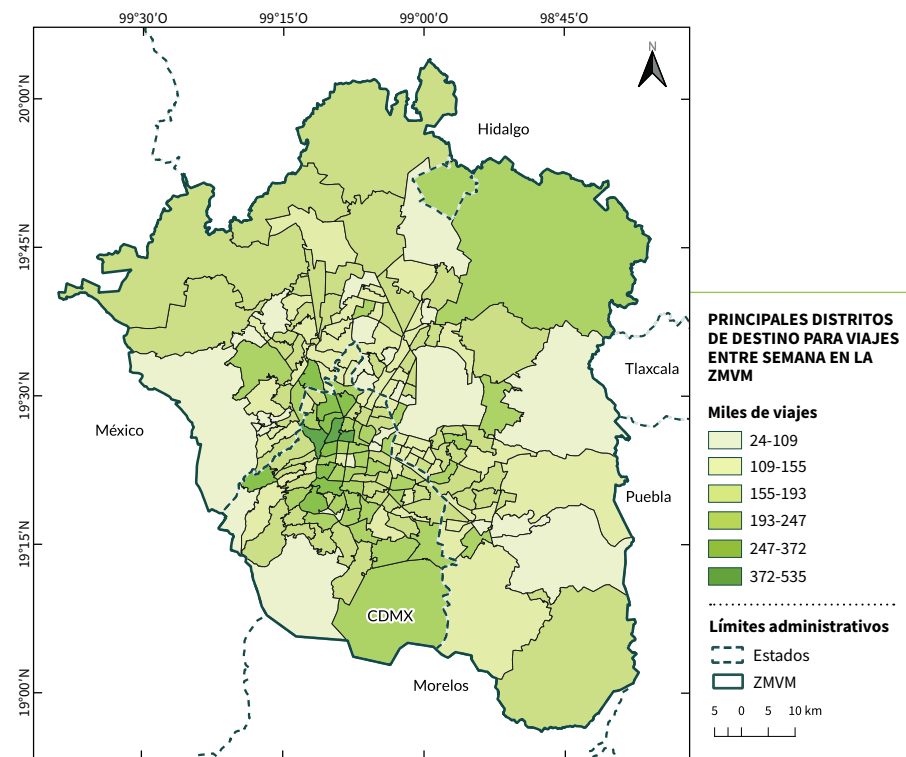 99°30'O 99°15'O 99°00'O 98°45'O
20°00'N
19°45'N
19°30'N
19°15'N
19°00'N
N
Hidalgo
Tlaxcala
México
Puebla
CDMX
Morelos
PRINCIPALES DISTRITOS
DE DESTINO PARA VIAJES
ENTRE SEMANA EN LA
ZMVM
Miles de viajes
24-109
109-155
155-193
193-247
247-372
372-535
Límites administrativos
Estados
ZMVM
5 0 5 10 km